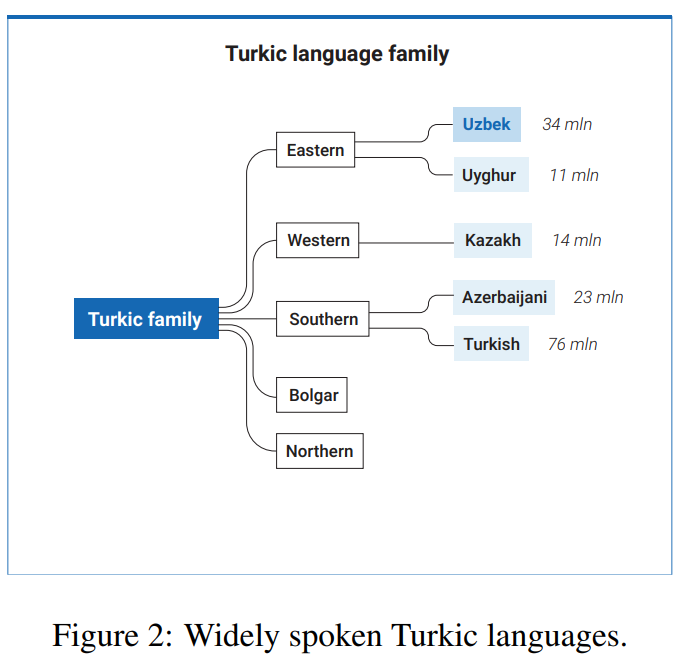 Turkic language family
Uzbek 34 mln
Eastern
Uyghur 11 mln
Western
Kazakh 14 mln
Azerbaijani 23 mln
Turkic family
Southern
Turkish 76 mln
Bolgar
Northern
Figure 2: Widely spoken Turkic languages.